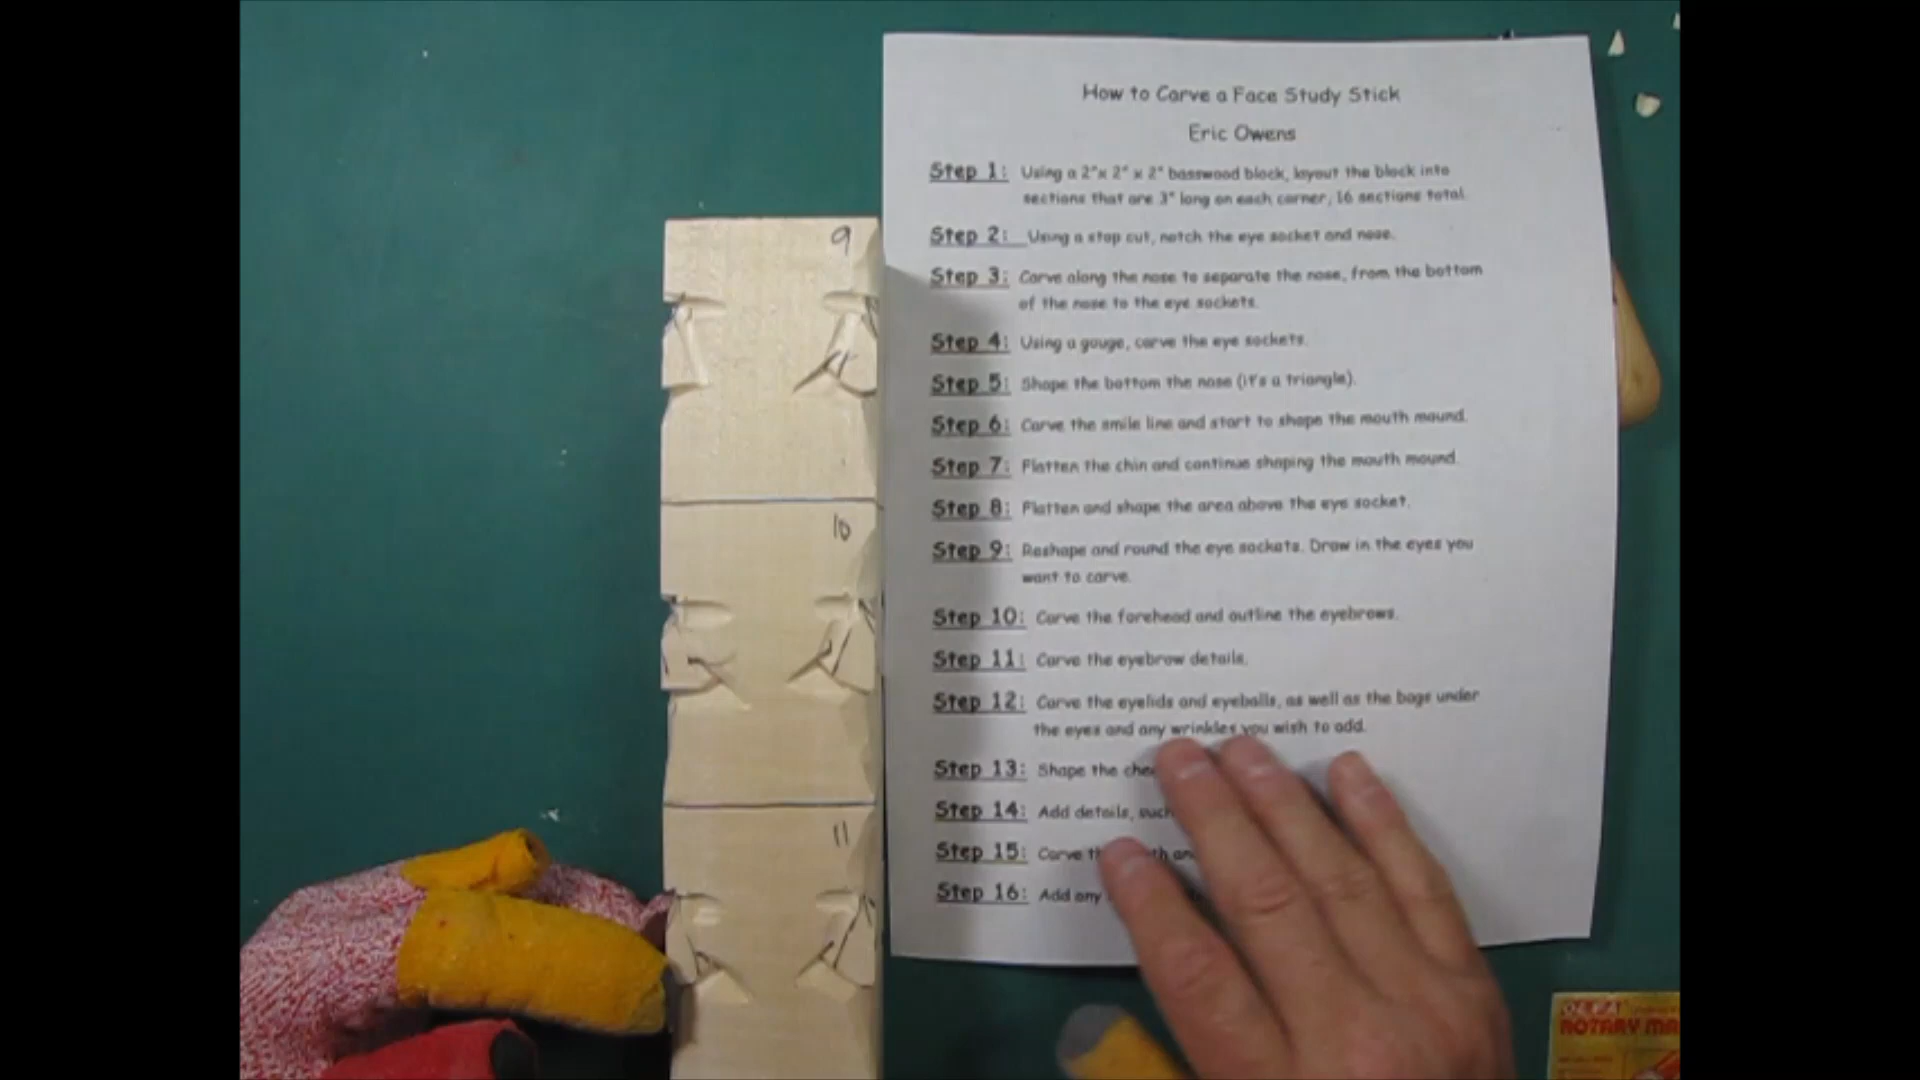 How to Carve a Face Study Stick
Eric Owens
Step 1: Using a 2"x 2" x 2" basswood block, layout the block into
sections that are 3" long on each corner, 16 sections total.
Step 2: Using a stop cut, notch the eye socket and nose.
Step 3: Carve along the nose to separate the nose, from the bottom
of the nose to the eye sockets.
Step 4: Using a gouge, carve the eye sockets.
Step 5: Shape the bottom the nose (it's a triangle).
Step 6: Carve the smile line and start to shape the mouth mound.
Step 7: Flatten the chin and continue shaping the mouth mound.
Step 8: Flatten and shape the area above the eye socket.
Step 9: Reshape and round the eye sockets. Draw in the eyes you
want to carve.
Step 10: Carve the forehead and outline the eyebrows.
Step 11: Carve the eyebrow details.
Step 12: Carve the eyelids and eyeballs, as well as the bags under
the eyes and any wrinkles you wish to add.
Step 13: Shape the
Step 14: Add details,
Step 15: Carve
Step 16: Add any
9
10
11
ROTARY